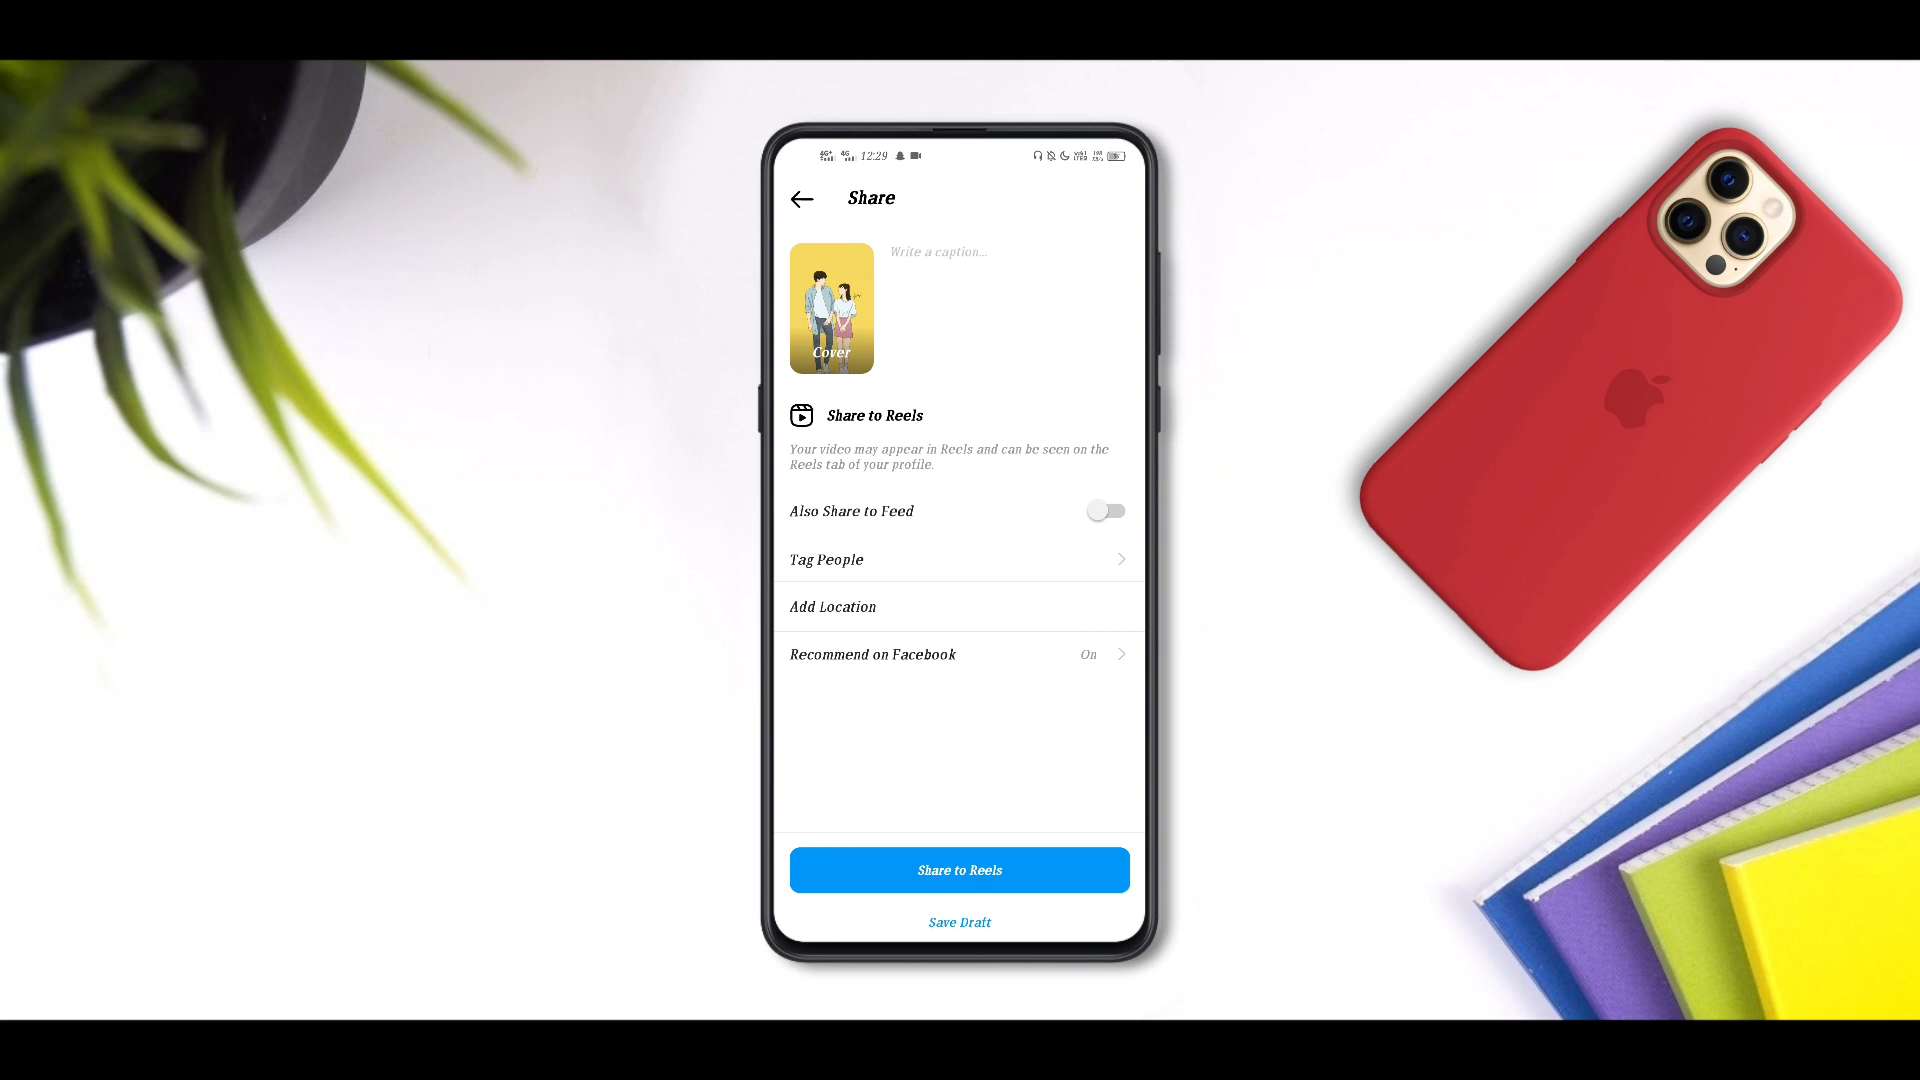 4G+ 4G 12:29
Share
Write a caption...
Cover
Share to Reels
Your video may appear in Reels and can be seen on the
Reels tab of your profile.
Also Share to Feed
Tag People
Add Location
Recommend on Facebook On
Share to Reels
Save Draft